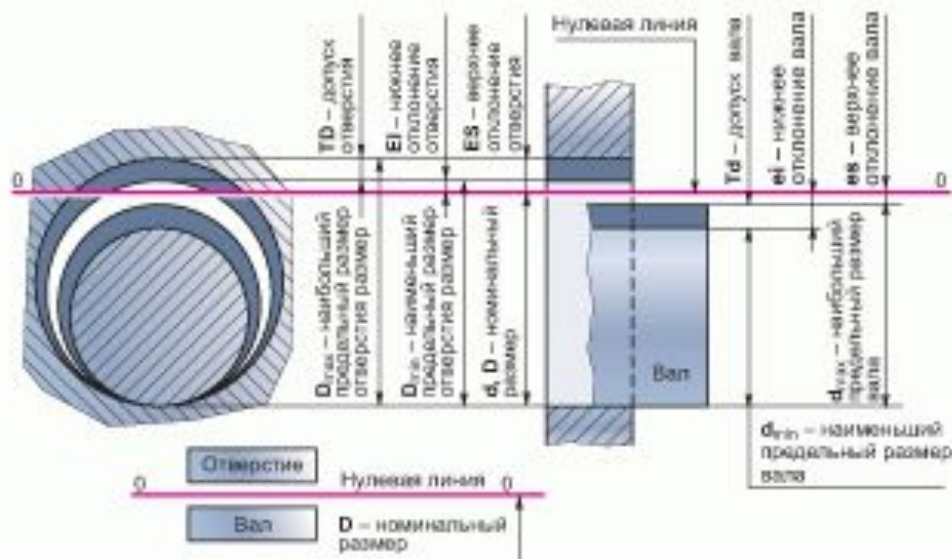 Нулевая линия
TD – допуск
отверстия
EI – нижнее
отклонение
отверстия
ES – верхнее
отклонение
отверстия
Td – допуск вала
ei – нижнее
отклонение вала
es – верхнее
отклонение вала
0
0
Dmax – наибольший
предельный размер
отверстия размер
Dmin – наименьший
предельный размер
отверстия размер
d, D – номинальный
размер
Вал
dmax – наибольший
предельный размер
вала
dmin – наименьший
предельный размер
вала
Отверстие
0
Нулевая линия
0
Вал
D – номинальный
размер